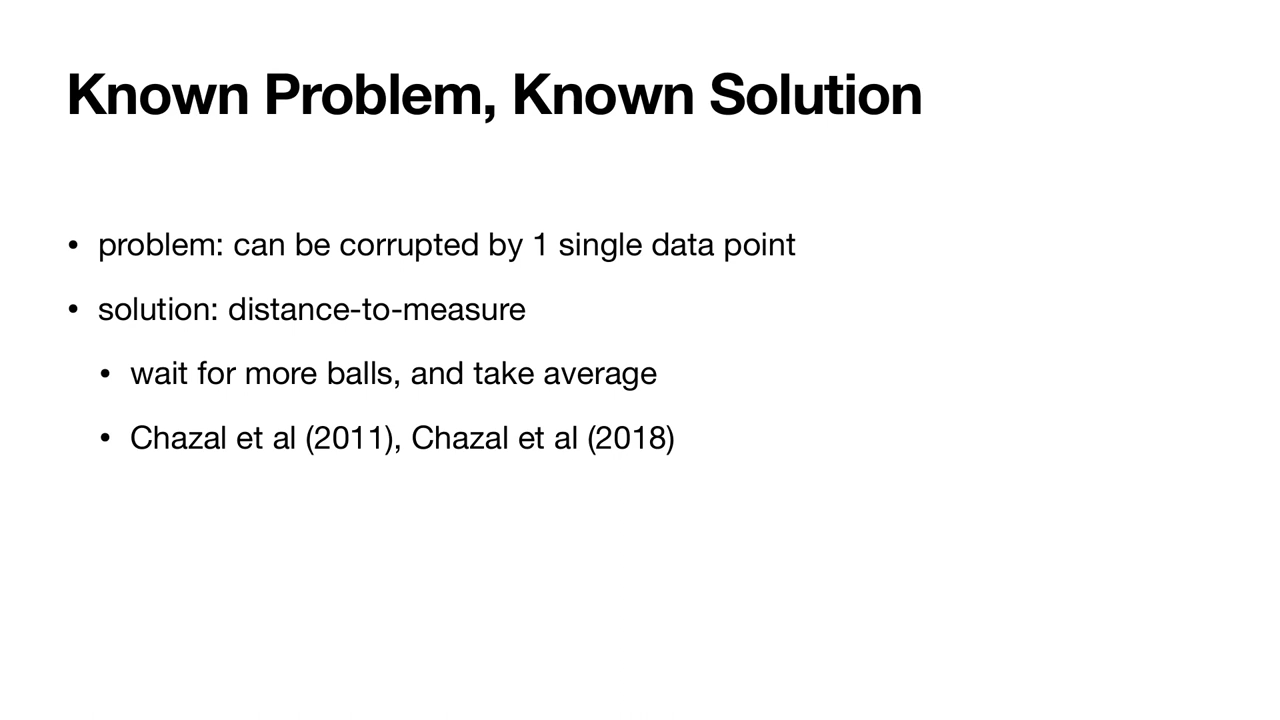 Known Problem, Known Solution
• problem: can be corrupted by 1 single data point
• solution: distance-to-measure
• wait for more balls, and take average
• Chazal et al (2011), Chazal et al (2018)